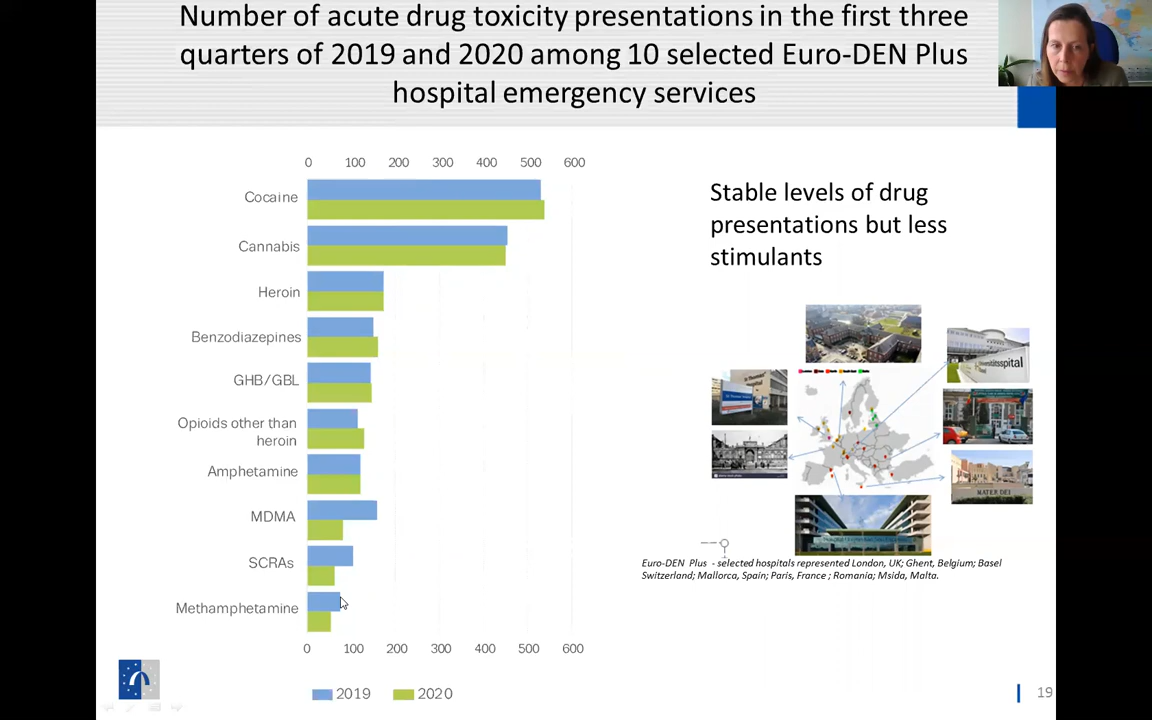 Number of acute drug toxicity presentations in the first three
quarters of 2019 and 2020 among 10 selected Euro-DEN Plus
hospital emergency services
0 100 200 300 400 500 600
Cocaine
Cannabis
Heroin
Benzodiazepines
GHB/GBL
Opioids other than
heroin
Amphetamine
MDMA
SCRAs
Methamphetamine
0 100 200 300 400 500 600
2019 2020
Stable levels of drug
presentations but less
stimulants
MATER DEI
Euro-DEN Plus - selected hospitals represented London, UK; Ghent, Belgium; Basel
Switzerland; Mallorca, Spain; Paris, France ; Romania; Msida, Malta.
19